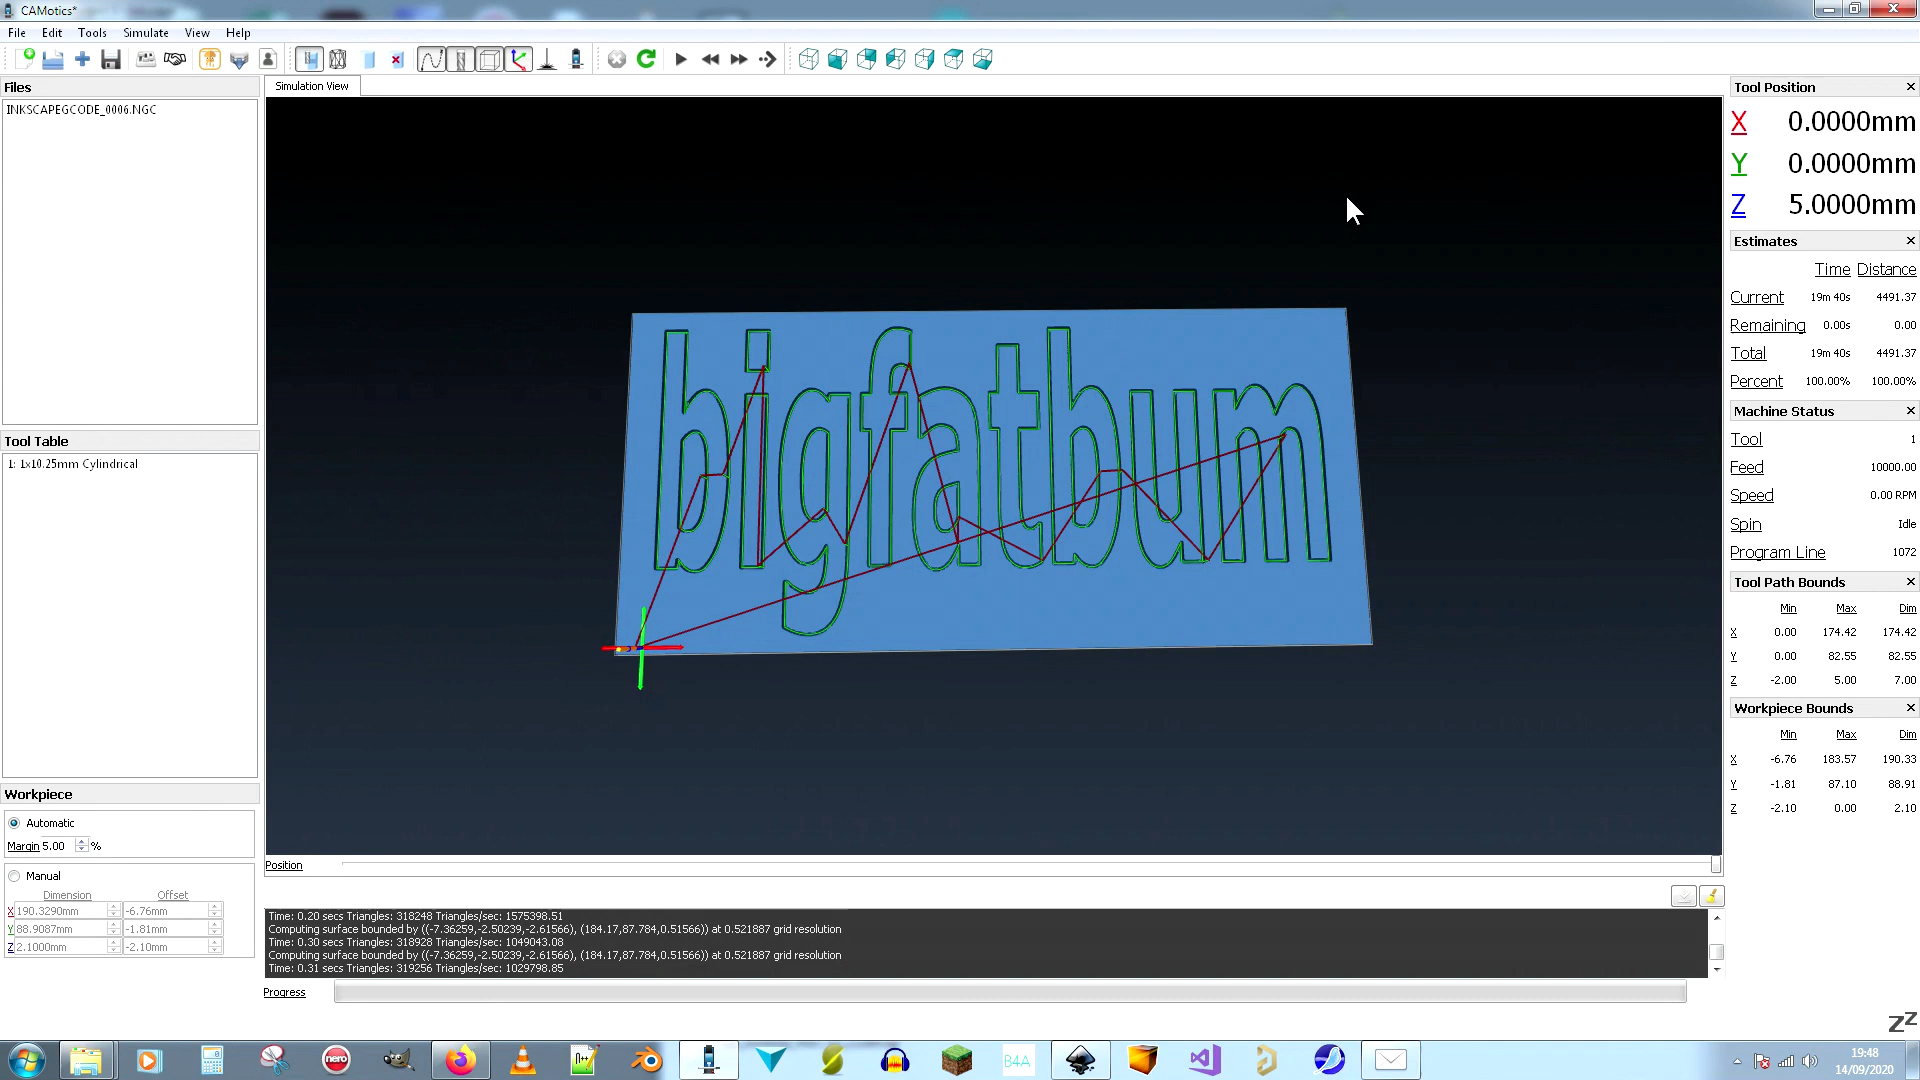 CAMotics*
File Edit Tools Simulate View Help
Files
INKSCAPEGCODE_0006.NGC
Tool Table
1: 1x10.25mm Cylindrical
Workpiece
Automatic
Margin 5.00 %
Manual
Dimension Offset
X 190.3290mm -6.76mm
Y 88.9087mm -1.81mm
Z 2.1000mm -2.10mm
Simulation View
bigfatbum
Position
Time: 0.20 secs Triangles: 318248 Triangles/sec: 1575398.51
Computing surface bounded by ((-7.36259,-2.50239,-2.61566), (184.17,87.784,0.51566)) at 0.521887 grid resolution
Time: 0.30 secs Triangles: 318928 Triangles/sec: 1049043.08
Computing surface bounded by ((-7.36259,-2.50239,-2.61566), (184.17,87.784,0.51566)) at 0.521887 grid resolution
Time: 0.31 secs Triangles: 319256 Triangles/sec: 1029798.85
Progress
Tool Position
X 0.0000mm
Y 0.0000mm
Z 5.0000mm
Estimates
Time Distance
Current 19m 40s 4491.37
Remaining 0.00s 0.00
Total 19m 40s 4491.37
Percent 100.00% 100.00%
Machine Status
Tool 1
Feed 10000.00
Speed 0.00 RPM
Spin Idle
Program Line 1072
Tool Path Bounds
Min Max Dim
X 0.00 174.42 174.42
Y 0.00 82.55 82.55
Z -2.00 5.00 7.00
Workpiece Bounds
Min Max Dim
X -6.76 183.57 190.33
Y -1.81 87.10 88.91
Z -2.10 0.00 2.10
zz
nero
B4A
19:48
14/09/2020